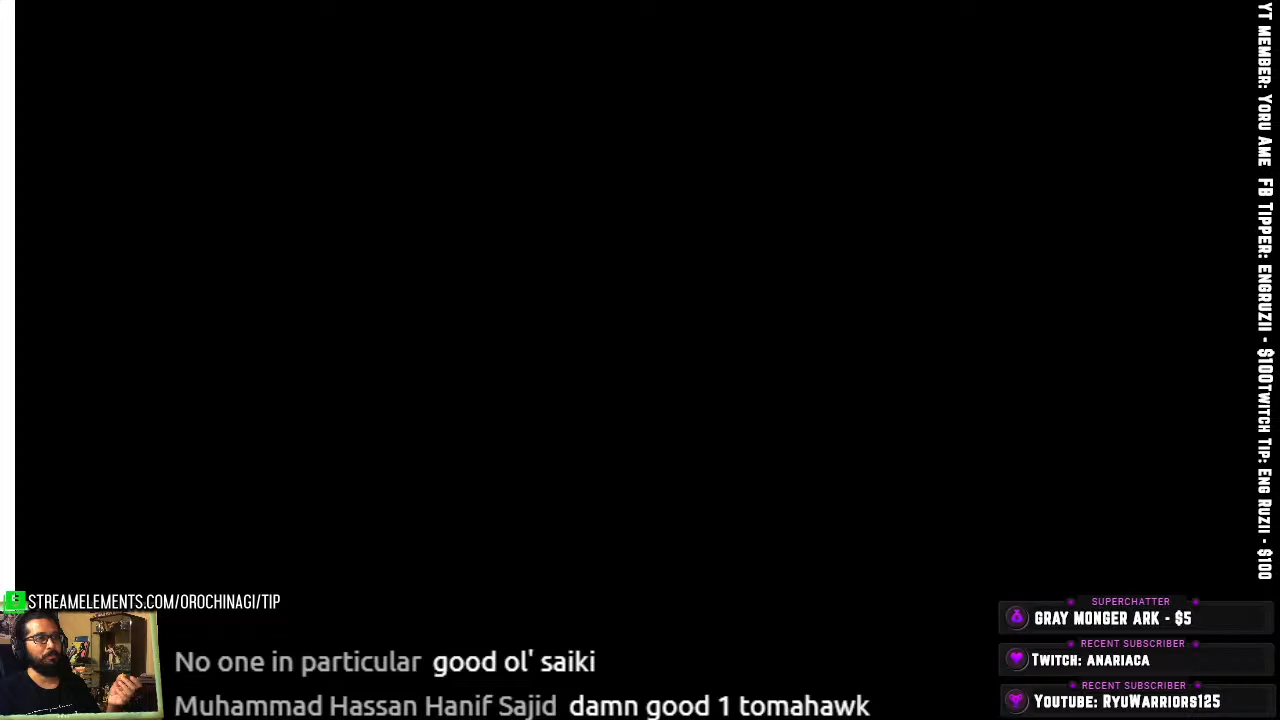 YT MEMBER: YORU AME FB TIPPER: ENGRUZII - $100TWITCH TIP: ENG RUZII - $100
STREAMELEMENTS.COM/OROCHINAGI/TIP
No one in particular good ol' saiki
Muhammad Hassan Hanif Sajid damn good 1 tomahawk
SUPERCHATTER
GRAY MONGER ARK - $5
RECENT SUBSCRIBER
TWITCH: ANARIACA
RECENT SUBSCRIBER
YOUTUBE: RYUWARRIORS125